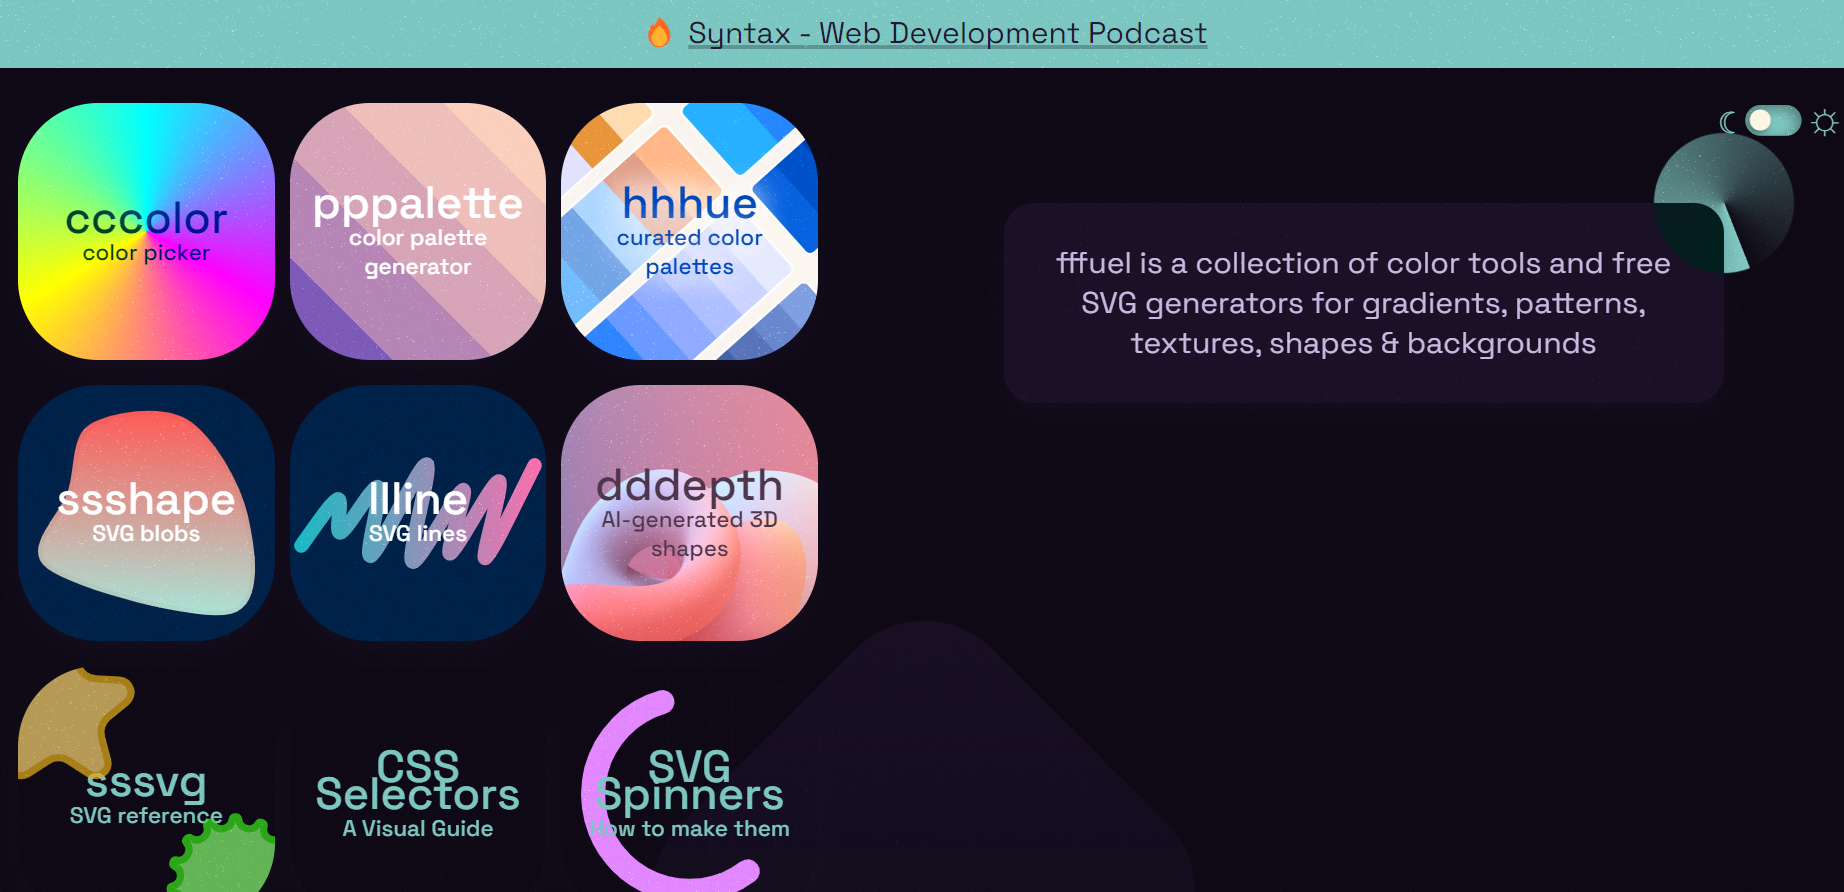 Syntax - Web Development Podcast
cccolor
color picker
pppalette
color palette
generator
hhhue
curated color
palettes
fffuel is a collection of color tools and free
SVG generators for gradients, patterns,
textures, shapes & backgrounds
ssshape
SVG blobs
llline
SVG lines
dddepth
AI-generated 3D
shapes
sssvg
SVG reference
CSS
Selectors
A Visual Guide
SVG
Spinners
How to make them